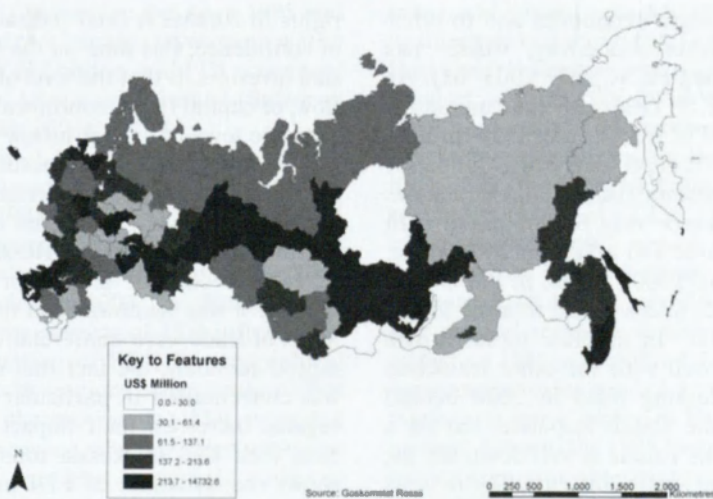 Key to Features
US$ Million
0.0 - 30.0
30.1 - 61.4
61.5 - 137.1
137.2 - 213.6
213.7 - 14732.6
Source: Goskomstat Rossii
0 250 500 1,000 1,500 2,000
Kilometers